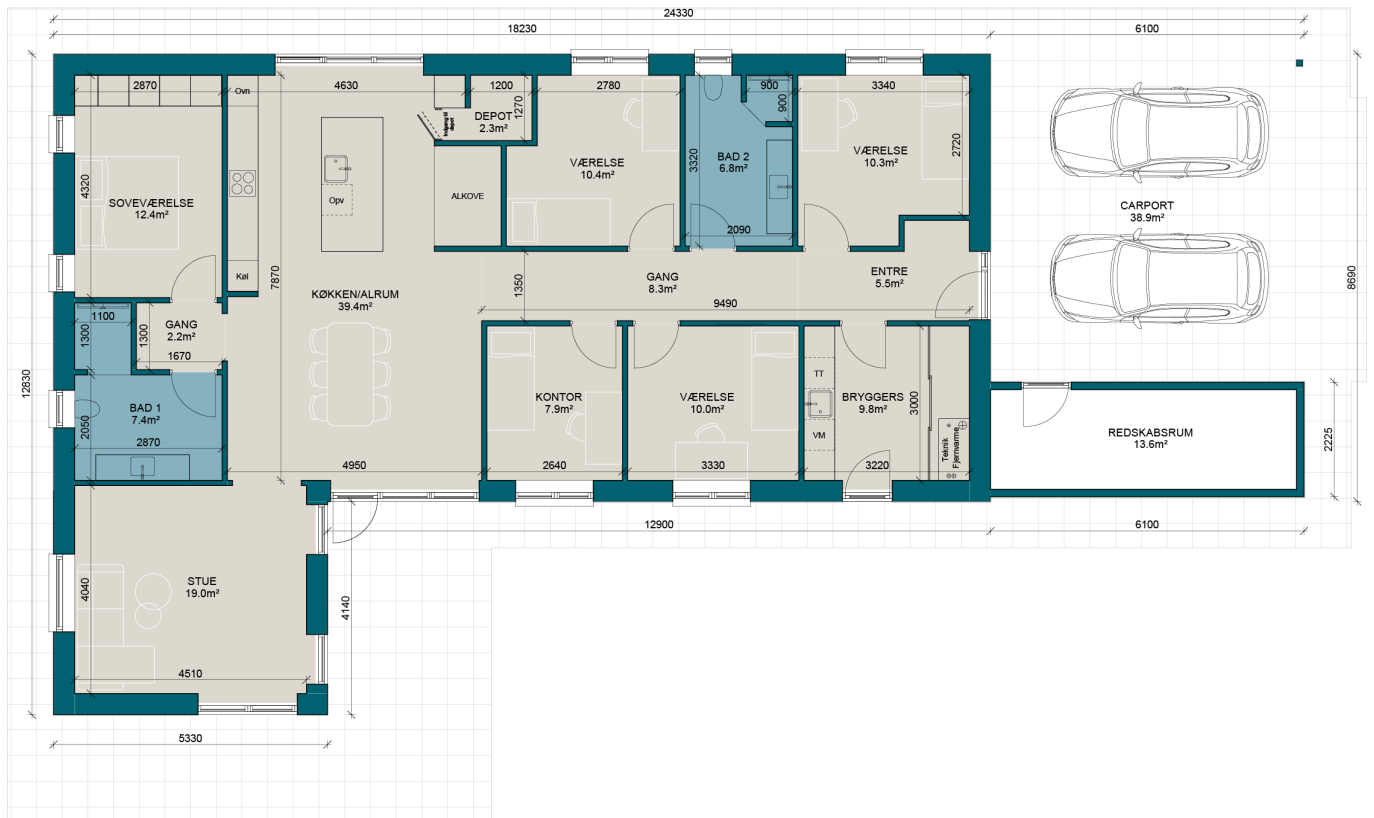 24330
18230
6100
2870
Ovn
4630
1200
1270
DEPOT
2.3m²
Indgang til
depot
2780
900
900
3340
2720
VÆRELSE
10.4m²
3320
BAD 2
6.8m²
VÆRELSE
10.3m²
4320
SOVEVÆRELSE
12.4m²
Opv
ALKOVE
CARPORT
38.9m²
2090
Køl
7870
GANG
8.3m²
ENTRE
5.5m²
1350
9490
8690
KØKKEN/ALRUM
39.4m²
1100
1300
1300
GANG
2.2m²
1670
12830
BAD 1
7.4m²
2050
2870
KONTOR
7.9m²
VÆRELSE
10.0m²
TT
VM
BRYGGERS
9.8m²
3000
Teknik
Fjernvarme
REDSKABSRUM
13.6m²
2225
4950
2640
3330
3220
12900
6100
STUE
19.0m²
4040
4140
4510
5330